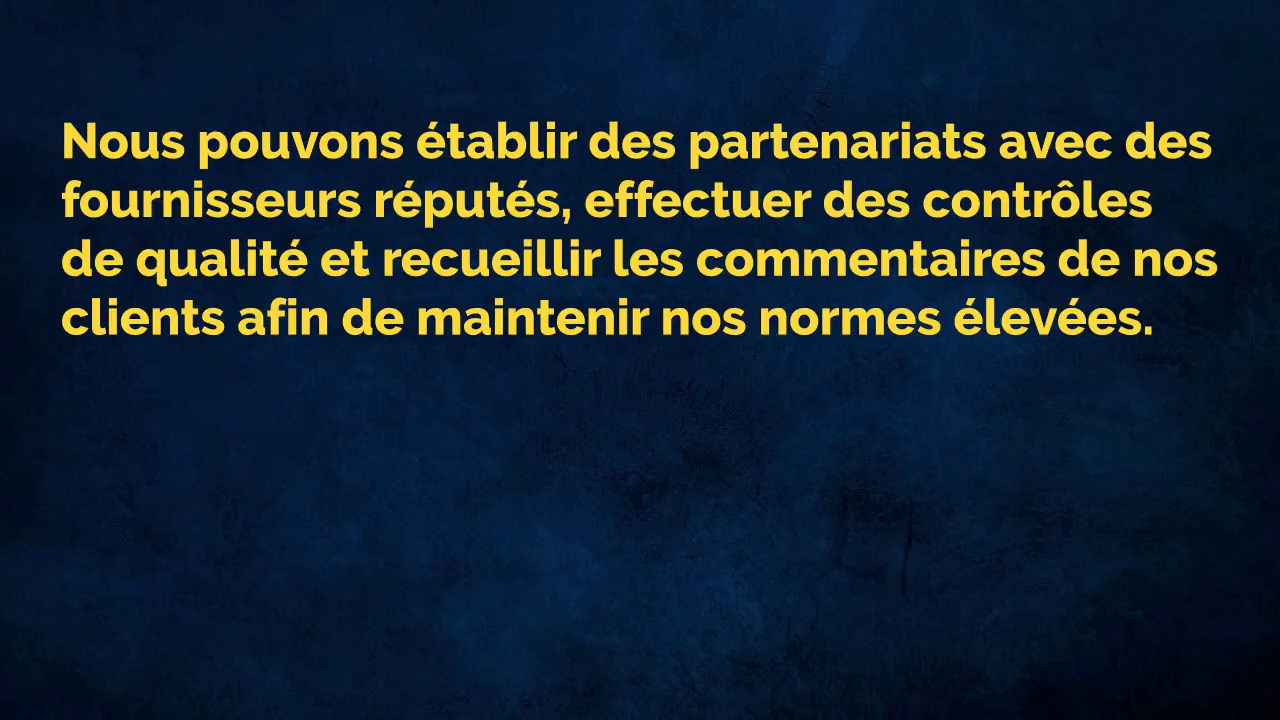 Nous pouvons établir des partenariats avec des
fournisseurs réputés, effectuer des contrôles
de qualité et recueillir les commentaires de nos
clients afin de maintenir nos normes élevées.